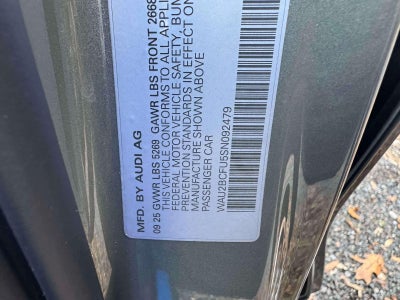 MFD. BY AUDI AG
09 25 GVWR LBS 5269 GAWR LBS FRONT 2668
THIS VEHICLE CONFORMS TO ALL APPLI
FEDERAL MOTOR VEHICLE SAFETY, BUM
PREVENTION STANDARDS IN EFFECT ON
MANUFACTURE SHOWN ABOVE
PASSENGER CAR
WAU2BCFU5SN092479